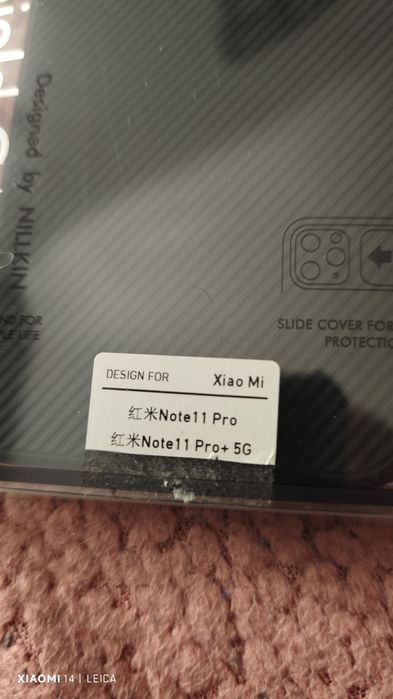 Designed by NILLKIN
SLIDE COVER FOR
PROTECTIO
DESIGN FOR Xiao Mi
红米Note11 Pro
红米Note11 Pro+ 5G
XIAOMI 14 | LEICA